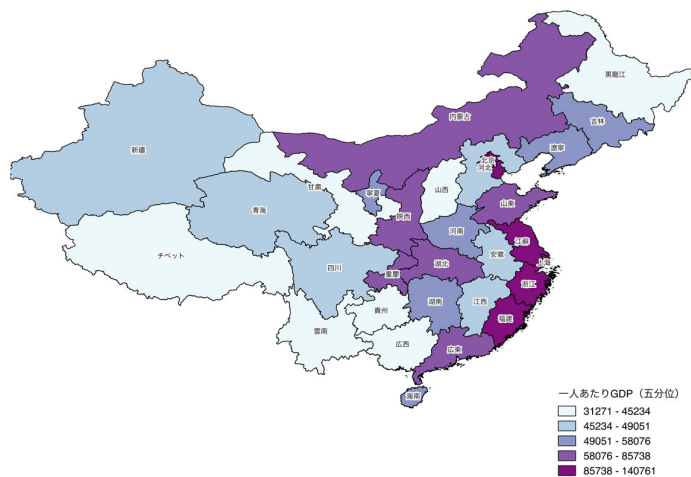 黒龍江
内蒙古
吉林
新疆
遼寧
北京
河北
甘粛
寧夏
山西
青海
山東
陝西
河南
江蘇
チベット
安徽
上海
四川
湖北
重慶
浙江
湖南
江西
貴州
福建
雲南
広西
広東
海南
一人あたりGDP（五分位）
31271 - 45234
45234 - 49051
49051 - 58076
58076 - 85738
85738 - 140761